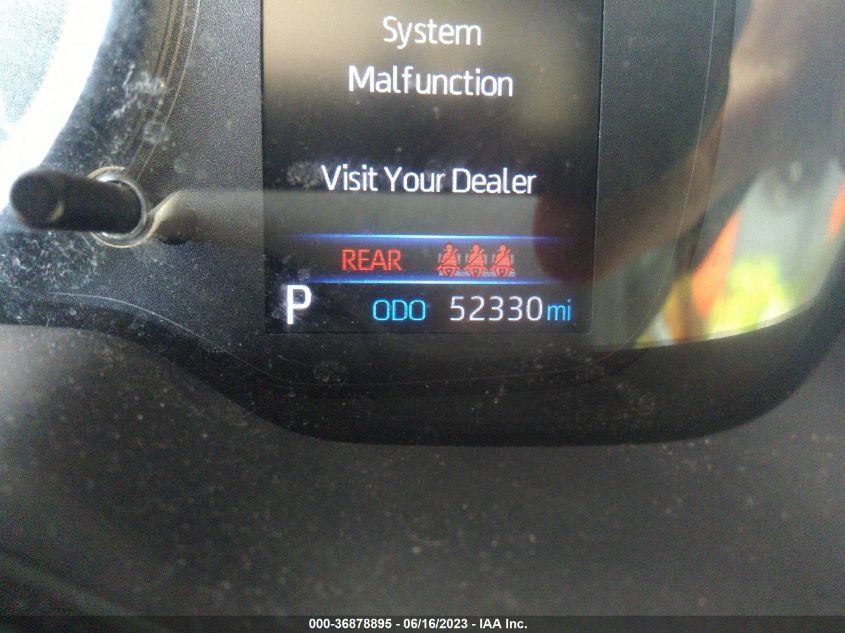 System
Malfunction
Visit Your Dealer
REAR
P ODO 52330mi
000-36878895 - 06/16/2023 - IAA Inc.